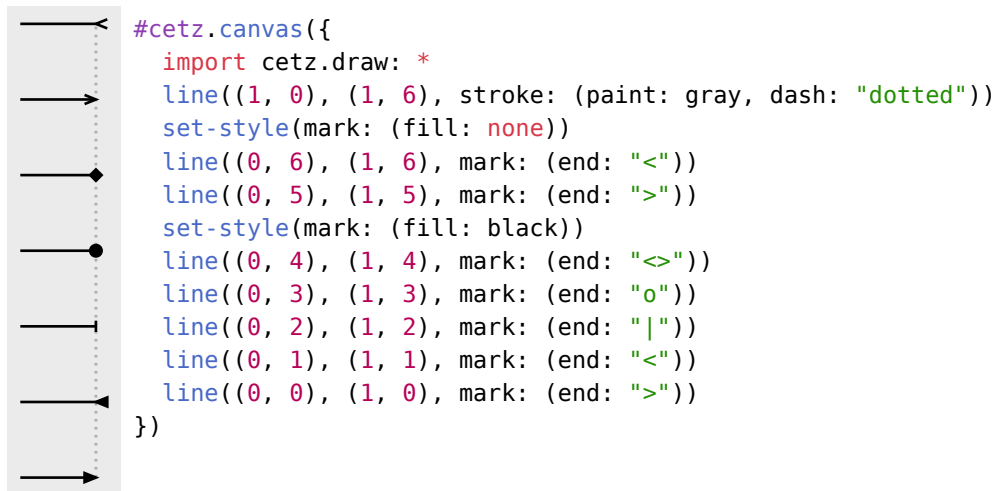 #cetz.canvas({
  import cetz.draw: *
  line((1, 0), (1, 6), stroke: (paint: gray, dash: "dotted"))
  set-style(mark: (fill: none))
  line((0, 6), (1, 6), mark: (end: "<"))
  line((0, 5), (1, 5), mark: (end: ">"))
  set-style(mark: (fill: black))
  line((0, 4), (1, 4), mark: (end: "<>"))
  line((0, 3), (1, 3), mark: (end: "o"))
  line((0, 2), (1, 2), mark: (end: "|"))
  line((0, 1), (1, 1), mark: (end: "<"))
  line((0, 0), (1, 0), mark: (end: ">"))
})